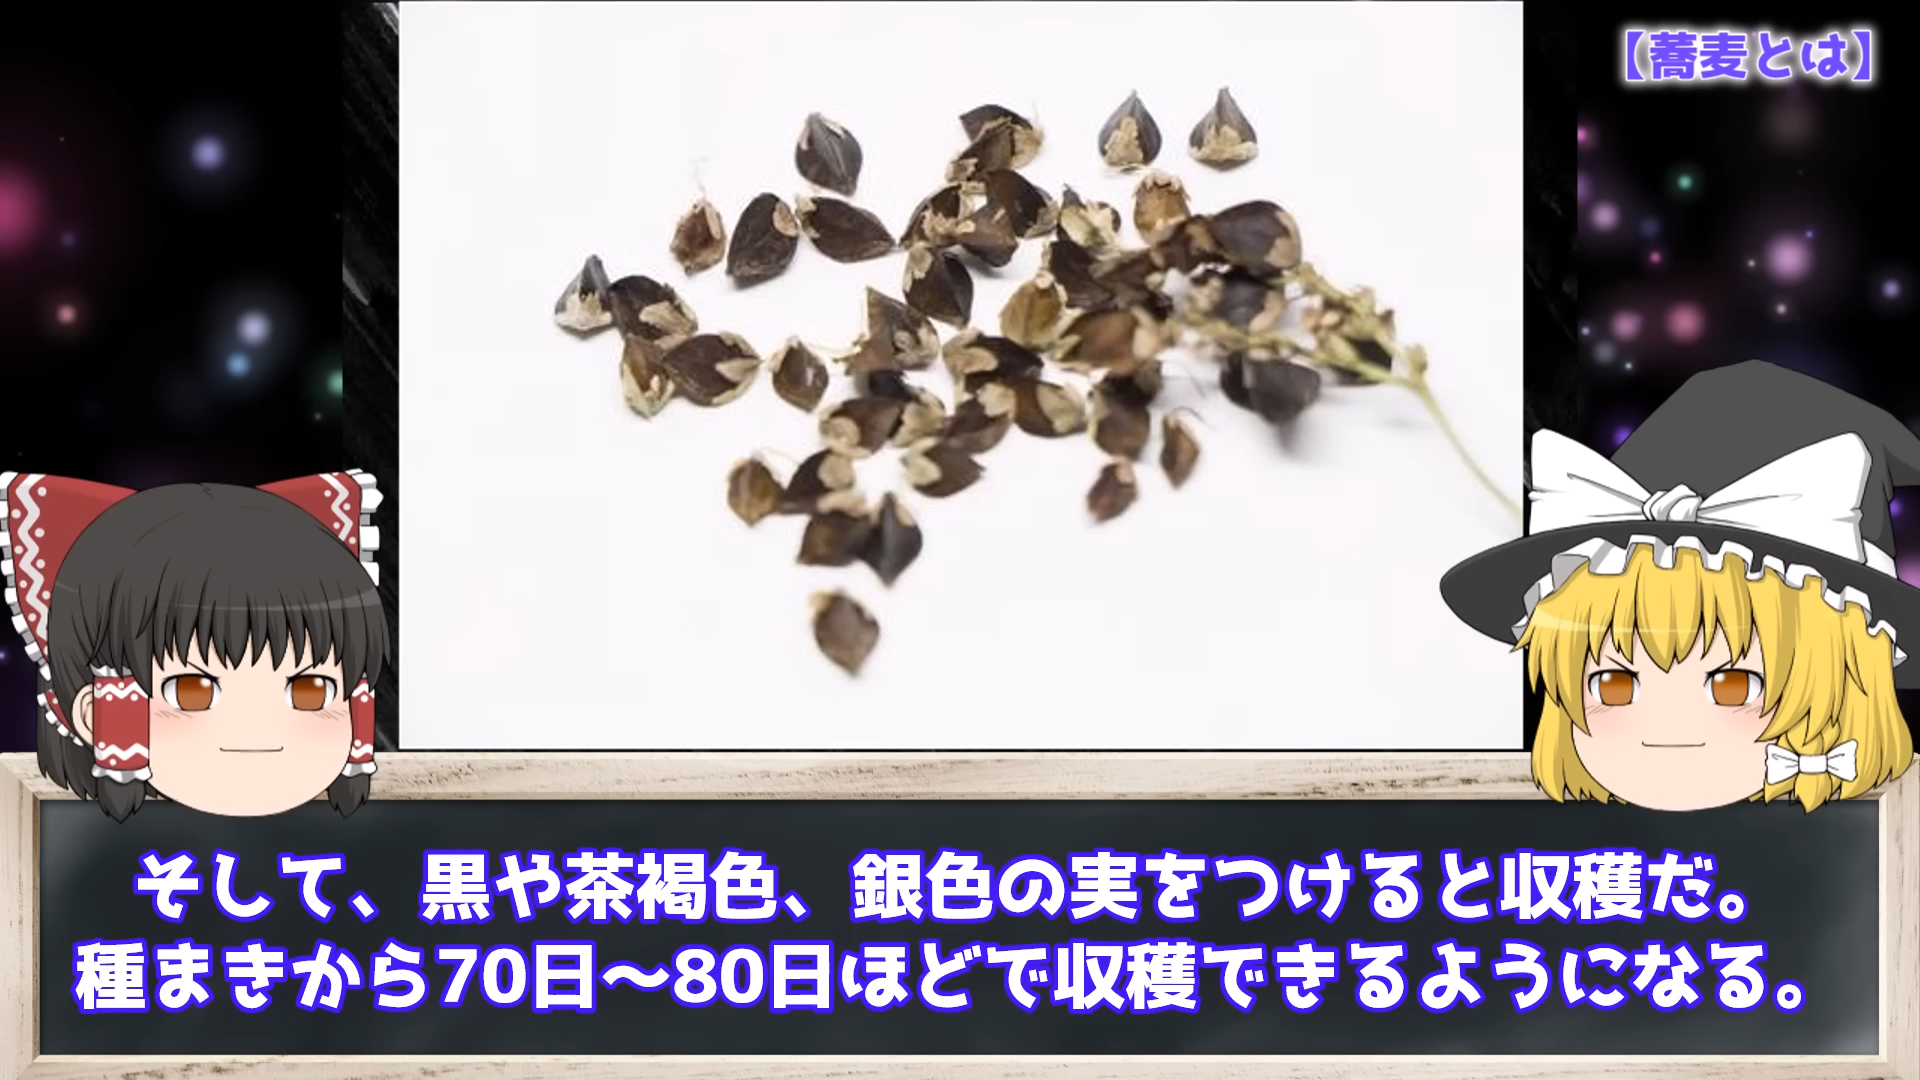 【蕎麦とは】
そして、黒や茶褐色、銀色の実をつけると収穫だ。
種まきから70日～80日ほどで収穫できるようになる。